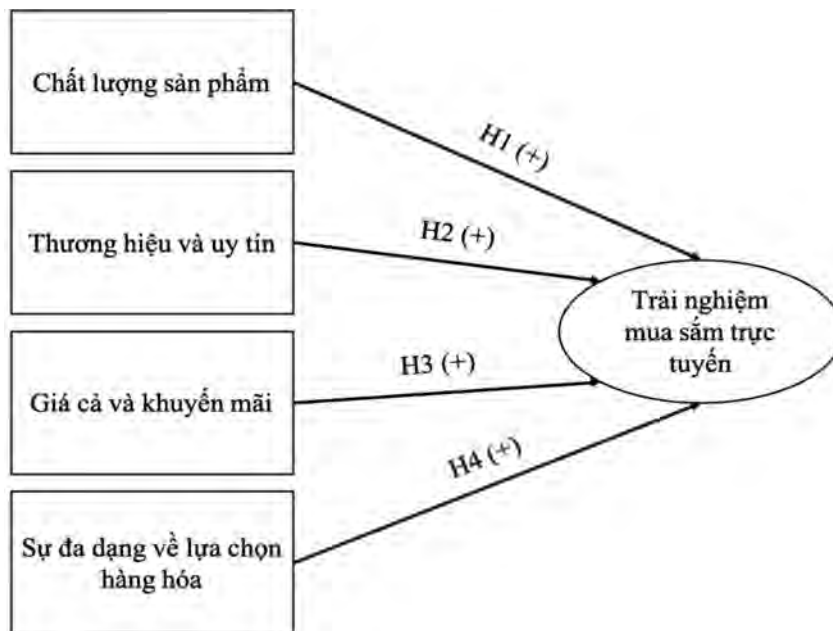 Chất lượng sản phẩm
H1 (+)
Thương hiệu và uy tín
H2 (+)
Trải nghiệm
mua sắm trực
tuyến
Giá cả và khuyến mãi
H3 (+)
H4 (+)
Sự đa dạng về lựa chọn
hàng hóa